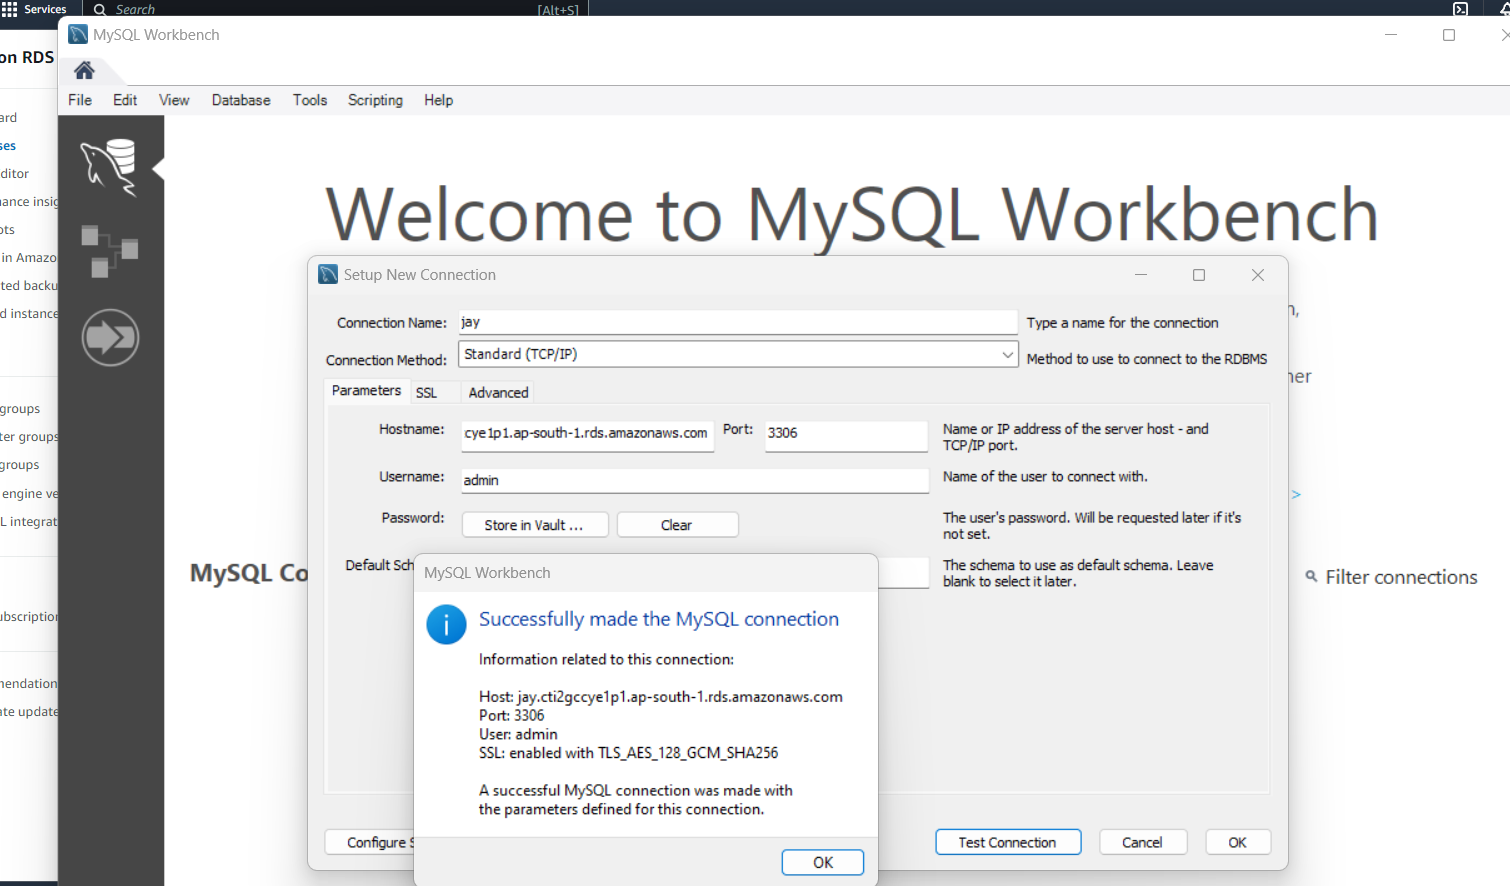 Services
Search
[Alt+S]
MySQL Workbench
on RDS
File Edit View Database Tools Scripting Help
ard
ses
ditor
nance insig
ots
in Amazo
ted backu
d instance
groups
ter groups
groups
engine ve
L integrat
ubscription
nendation
ate update
Welcome to MySQL Workbench
n,
ner
>
MySQL Co
Filter connections
Setup New Connection
Connection Name: jay Type a name for the connection
Connection Method: Standard (TCP/IP) Method to use to connect to the RDBMS
Parameters SSL Advanced
Hostname: cye1p1.ap-south-1.rds.amazonaws.com Port: 3306 Name or IP address of the server host - and
TCP/IP port.
Username: admin Name of the user to connect with.
Password: Store in Vault ... Clear The user's password. Will be requested later if it's
not set.
Default Sch The schema to use as default schema. Leave
blank to select it later.
MySQL Workbench
Successfully made the MySQL connection
Information related to this connection:
Host: jay.cti2gccye1p1.ap-south-1.rds.amazonaws.com
Port: 3306
User: admin
SSL: enabled with TLS_AES_128_GCM_SHA256
A successful MySQL connection was made with
the parameters defined for this connection.
OK
Configure S Test Connection Cancel OK